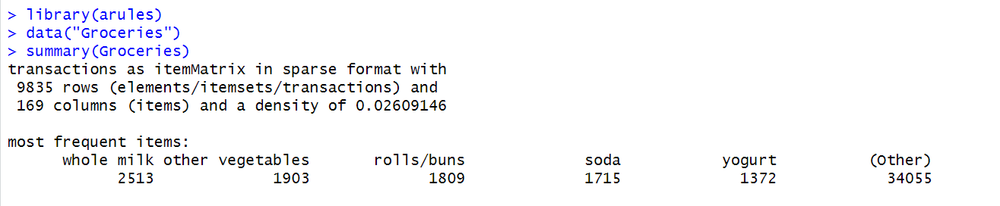 > library(arules)
> data("Groceries")
> summary(Groceries)
transactions as itemMatrix in sparse format with
 9835 rows (elements/itemsets/transactions) and
 169 columns (items) and a density of 0.02609146

most frequent items:
      whole milk other vegetables       rolls/buns             soda           yogurt          (Other)
            2513             1903             1809             1715             1372            34055